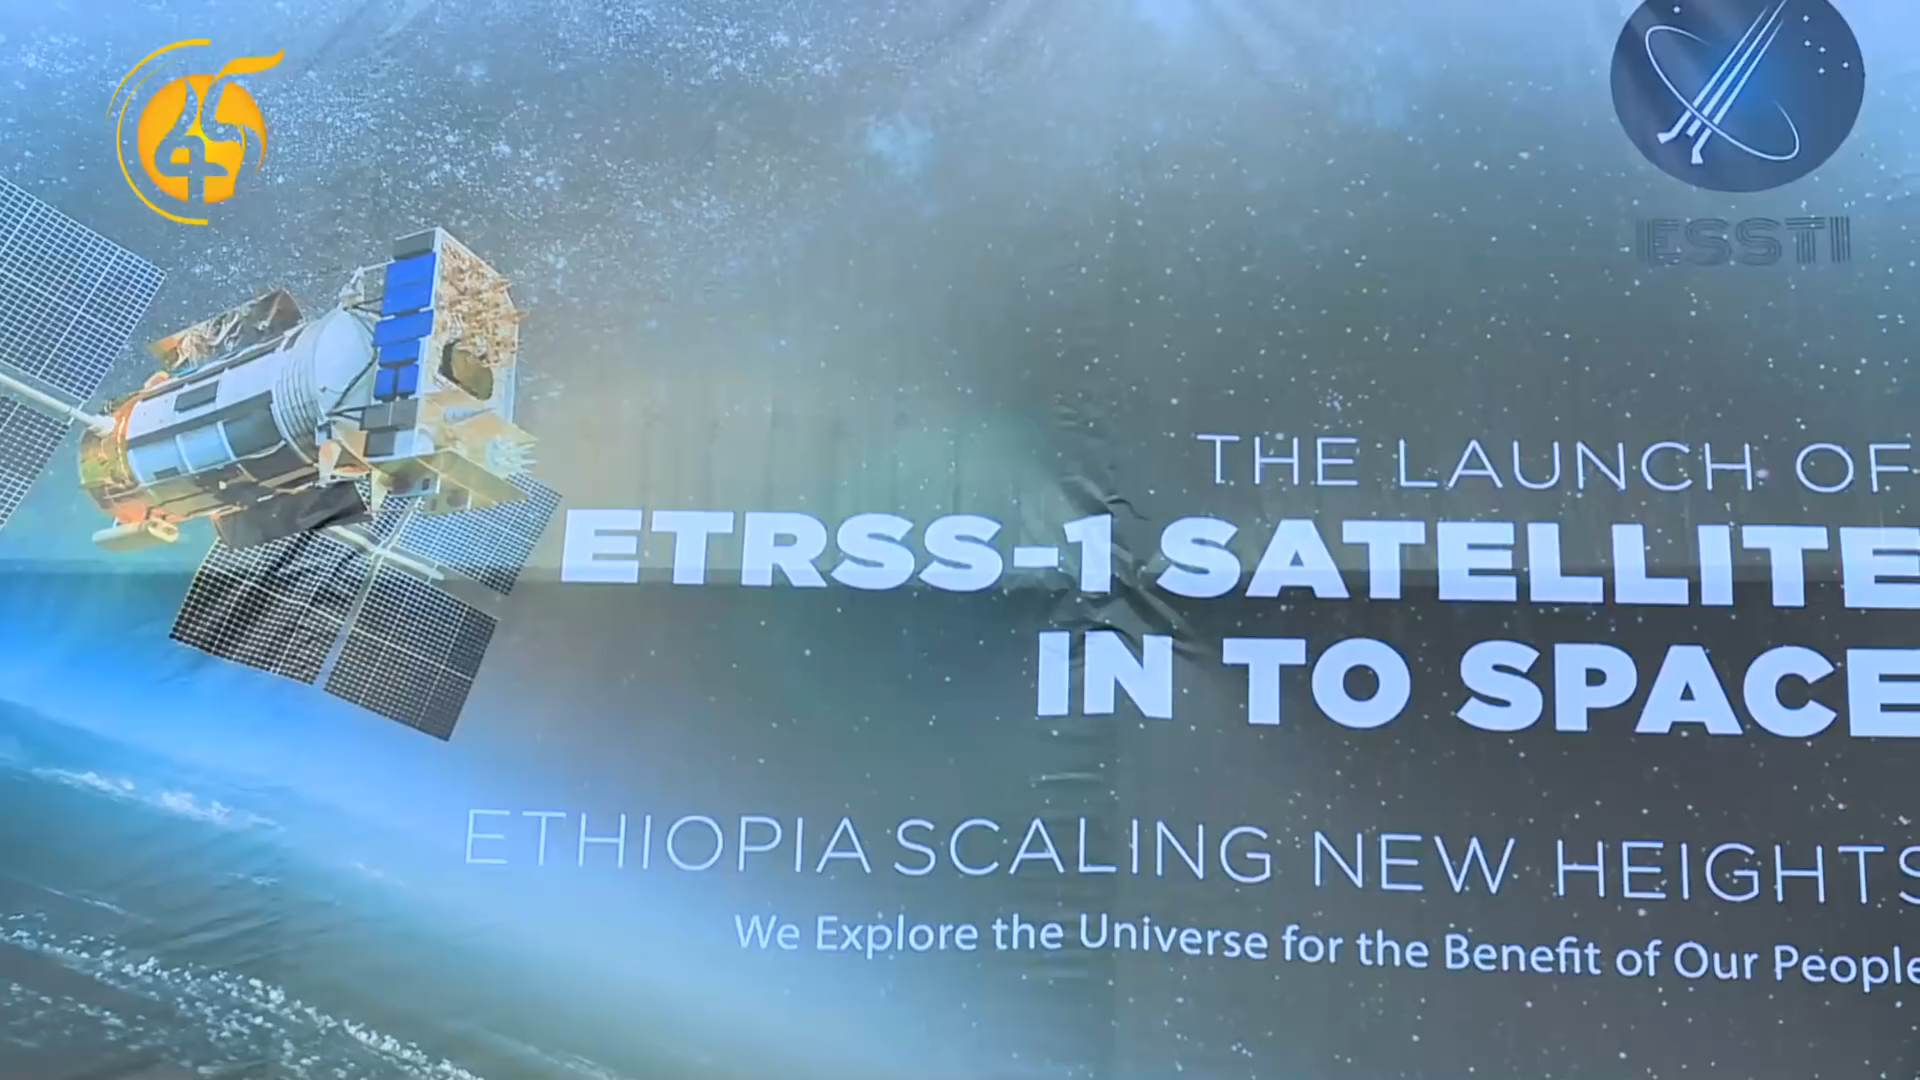 45
ESSTI
THE LAUNCH OF
ETRSS-1 SATELLITE
IN TO SPACE
ETHIOPIA SCALING NEW HEIGHTS
We Explore the Universe for the Benefit of Our People